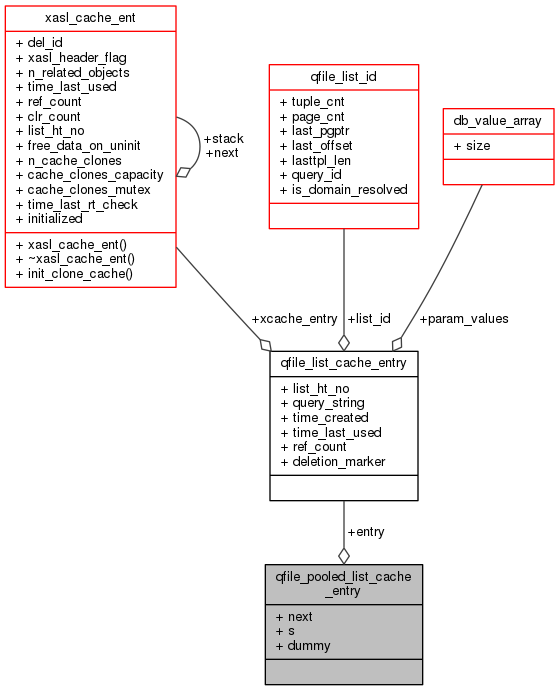 xasl_cache_ent
+ del_id
+ xasl_header_flag
+ n_related_objects
+ time_last_used
+ ref_count
+ clr_count
+ list_ht_no
+ free_data_on_uninit
+ n_cache_clones
+ cache_clones_capacity
+ cache_clones_mutex
+ time_last_rt_check
+ initialized
+ xasl_cache_ent()
+ ~xasl_cache_ent()
+ init_clone_cache()
+stack
+next
qfile_list_id
+ tuple_cnt
+ page_cnt
+ last_pgptr
+ last_offset
+ lasttpl_len
+ query_id
+ is_domain_resolved
db_value_array
+ size
+xcache_entry
+list_id
+param_values
qfile_list_cache_entry
+ list_ht_no
+ query_string
+ time_created
+ time_last_used
+ ref_count
+ deletion_marker
+entry
qfile_pooled_list_cache
_entry
+ next
+ s
+ dummy